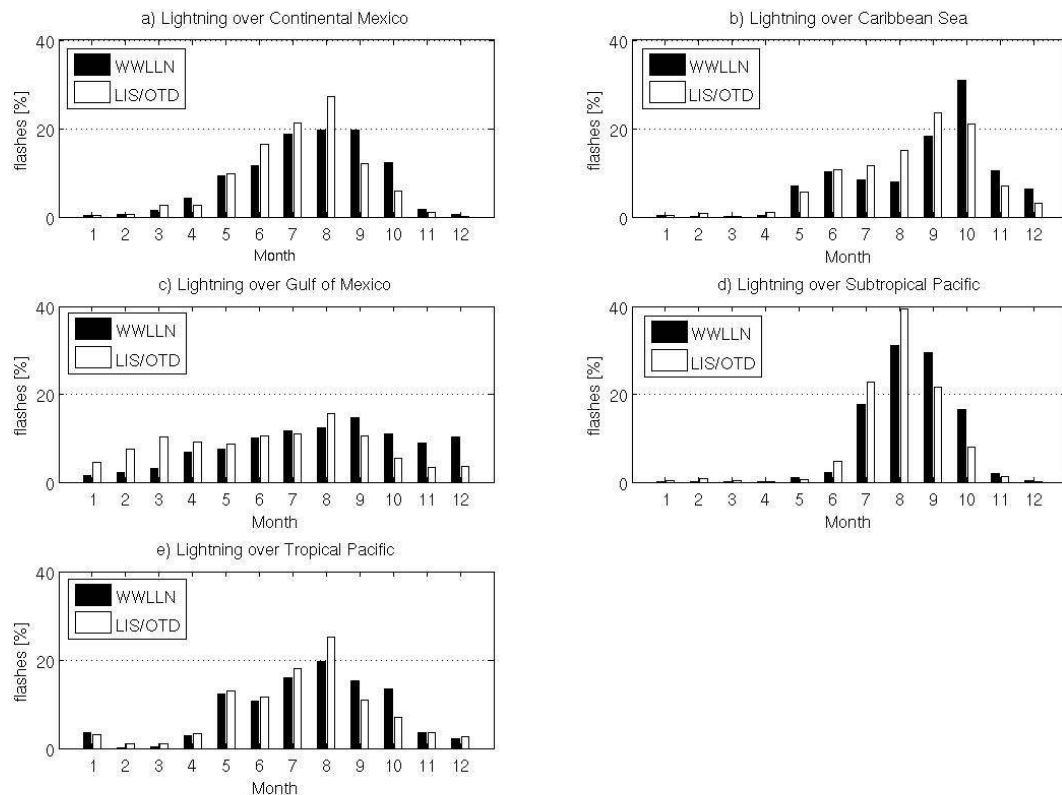 a) Lightning over Continental Mexico
40
20
0
flashes [%]
WWLLN
LIS/OTD
1 2 3 4 5 6 7 8 9 10 11 12
Month
b) Lightning over Caribbean Sea
40
20
0
flashes [%]
WWLLN
LIS/OTD
1 2 3 4 5 6 7 8 9 10 11 12
Month
c) Lightning over Gulf of Mexico
40
20
0
flashes [%]
WWLLN
LIS/OTD
1 2 3 4 5 6 7 8 9 10 11 12
Month
d) Lightning over Subtropical Pacific
40
20
0
flashes [%]
WWLLN
LIS/OTD
1 2 3 4 5 6 7 8 9 10 11 12
Month
e) Lightning over Tropical Pacific
40
20
0
flashes [%]
WWLLN
LIS/OTD
1 2 3 4 5 6 7 8 9 10 11 12
Month